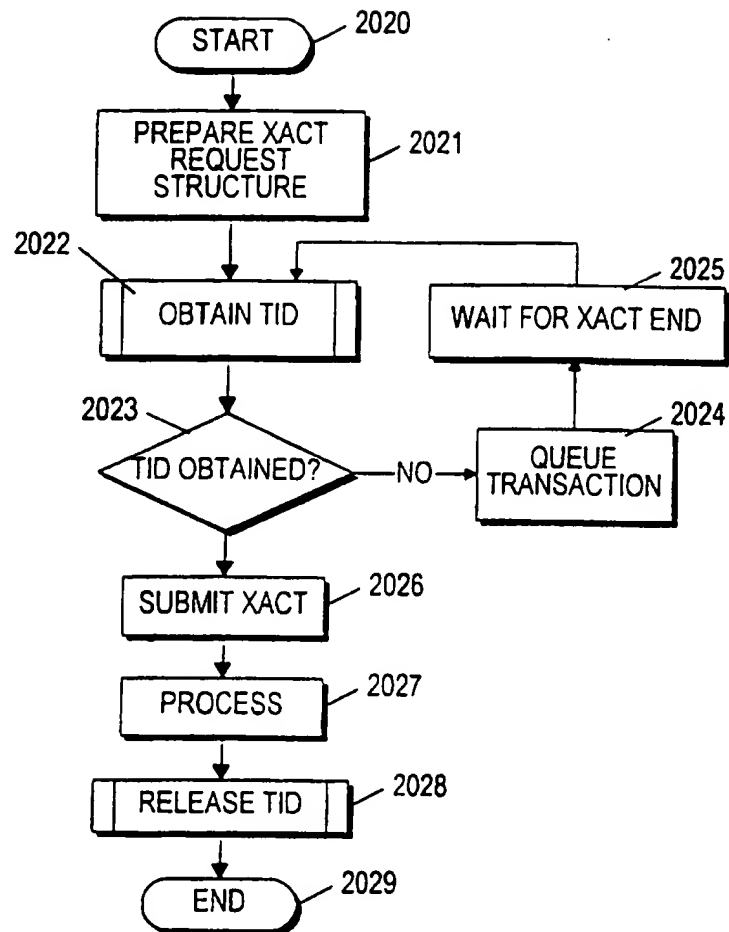 START
2020
PREPARE XACT
REQUEST
STRUCTURE
2021
2022
OBTAIN TID
2025
WAIT FOR XACT END
2023
TID OBTAINED?
NO
2024
QUEUE
TRANSACTION
SUBMIT XACT
2026
PROCESS
2027
RELEASE TID
2028
END
2029